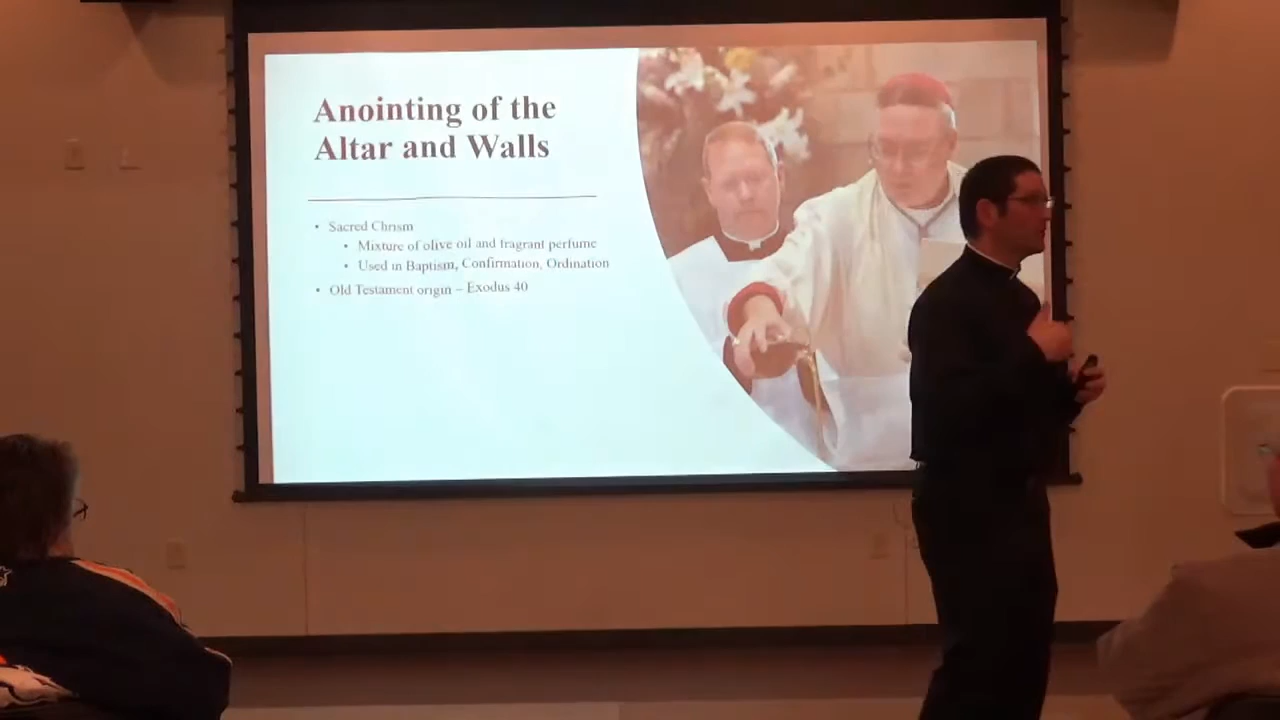 Anointing of the
Altar and Walls
• Sacred Chrism
• Mixture of olive oil and fragrant perfume
• Used in Baptism, Confirmation, Ordination
• Old Testament origin – Exodus 40